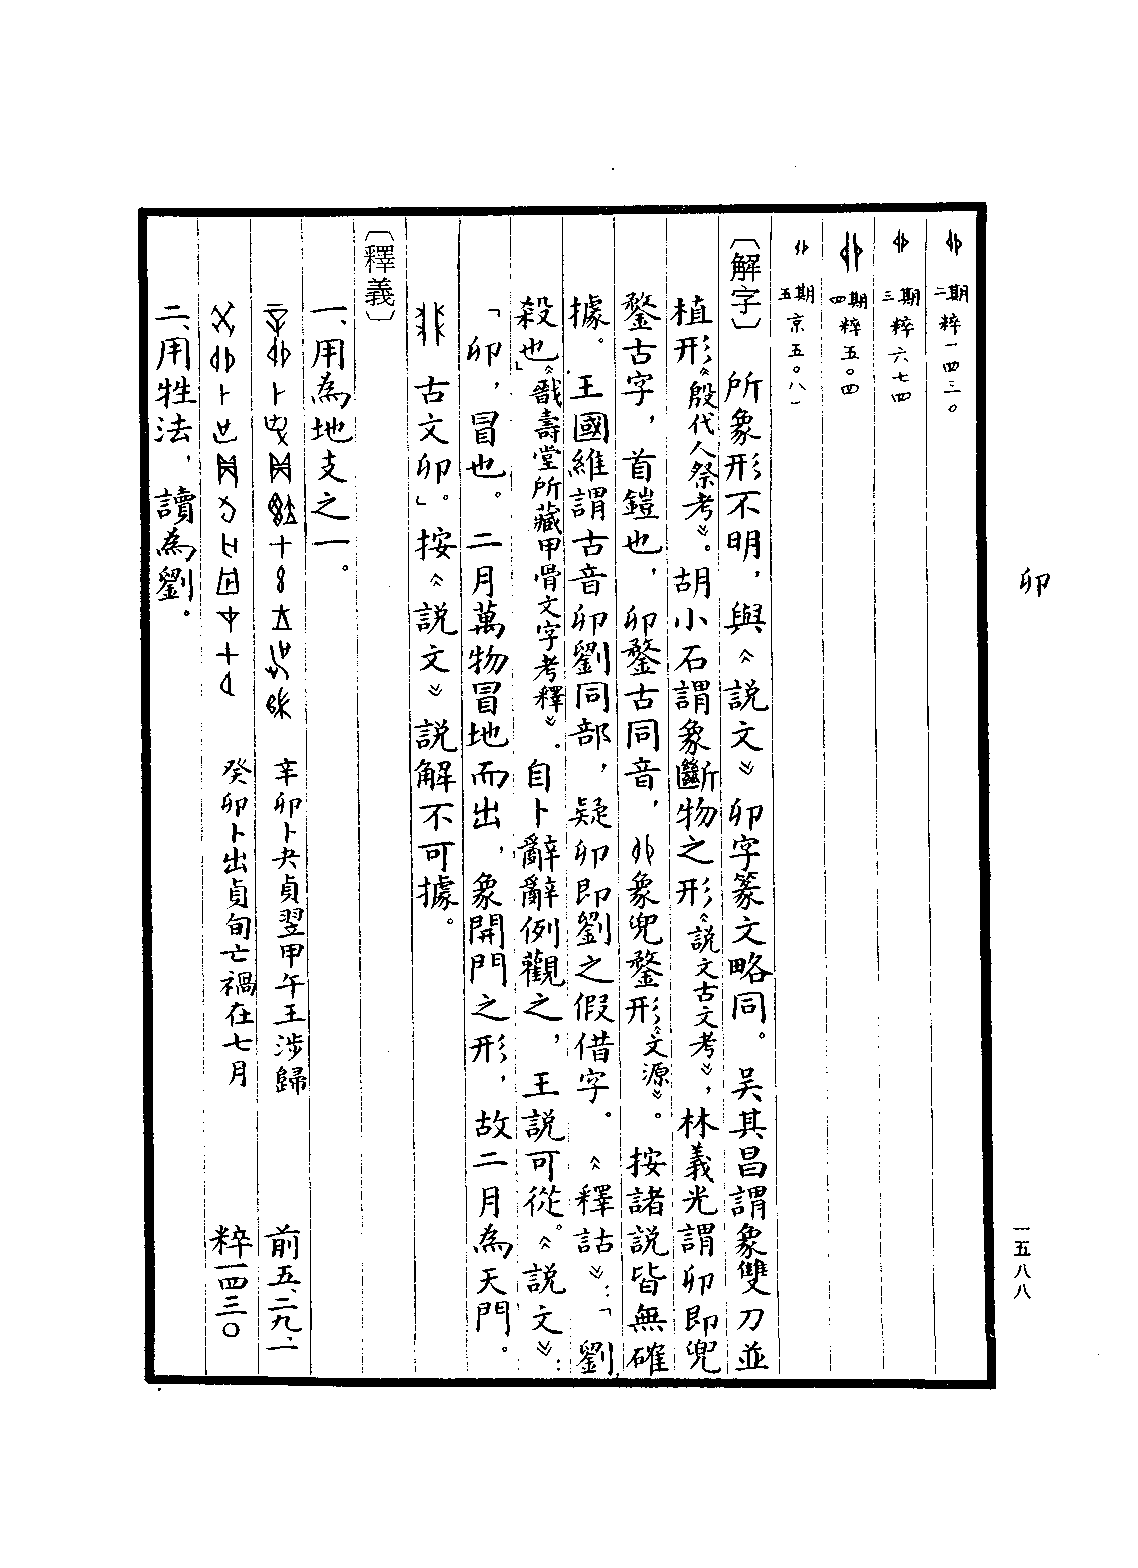 卯
二期 粹一四三〇
三期 粹六七四
四期 粹五〇四
五期 京五〇八一
〔解字〕 所象形不明，與《説文》卯字篆文略同。吴其昌謂象雙刀並
植形《殷代人祭考》。胡小石謂象斷物之形《説文古文考》，林義光謂卯即兜
鍪古字，首鎧也，卯鍪古同音，象兜鍪形《文源》。按諸説皆無確
據。王國維謂古音卯劉同部，疑卯即劉之假借字。《釋詁》：「劉，
殺也」《戩壽堂所藏甲骨文字考釋》．自卜辭辭例觀之，王説可從。《説文》：
「卯，冒也。二月萬物冒地而出，象開門之形，故二月為天門。
古文卯」。按《説文》説解不可據。
〔釋義〕
一、用為地支之一。
辛卯卜㕯貞翌甲午王涉歸 前五、二九、一
癸卯卜出貞旬亡禍在七月 粹一四三〇
二、用牲法，讀為劉。
一五八八